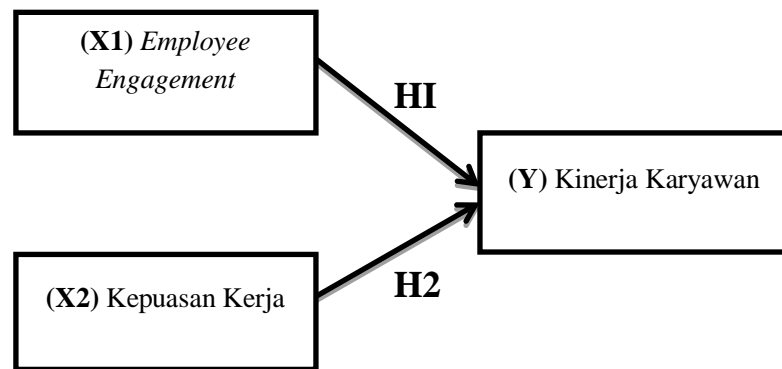 (X1) Employee
Engagement
HI
(Y) Kinerja Karyawan
(X2) Kepuasan Kerja
H2